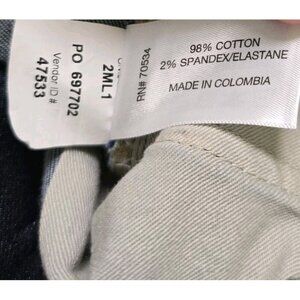 98% COTTON
2% SPANDEX/ELASTANE
MADE IN COLOMBIA
RN# 70534
2ML1
PO 697702
Vendor ID #
47533